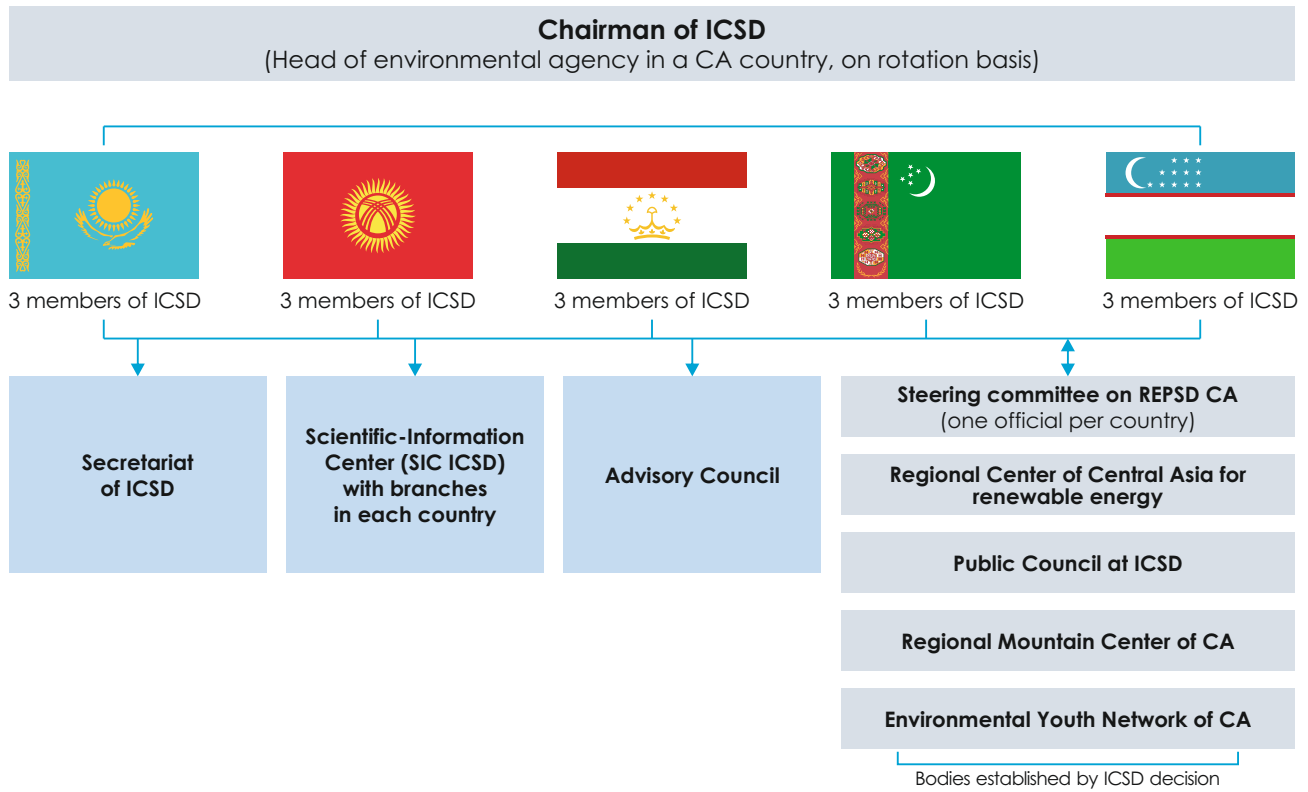 Chairman of ICSD
(Head of environmental agency in a CA country, on rotation basis)
3 members of ICSD
3 members of ICSD
3 members of ICSD
3 members of ICSD
3 members of ICSD
Secretariat
of ICSD
Scientific-Information
Center (SIC ICSD)
with branches
in each country
Advisory Council
Steering committee on REPSD CA
(one official per country)
Regional Center of Central Asia for
renewable energy
Public Council at ICSD
Regional Mountain Center of CA
Environmental Youth Network of CA
Bodies established by ICSD decision